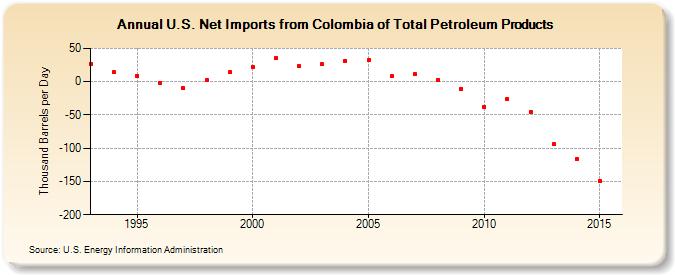 Annual U.S. Net Imports from Colombia of Total Petroleum Products
Thousand Barrels per Day
50
0
-50
-100
-150
-200
1995 2000 2005 2010 2015
Source: U.S. Energy Information Administration